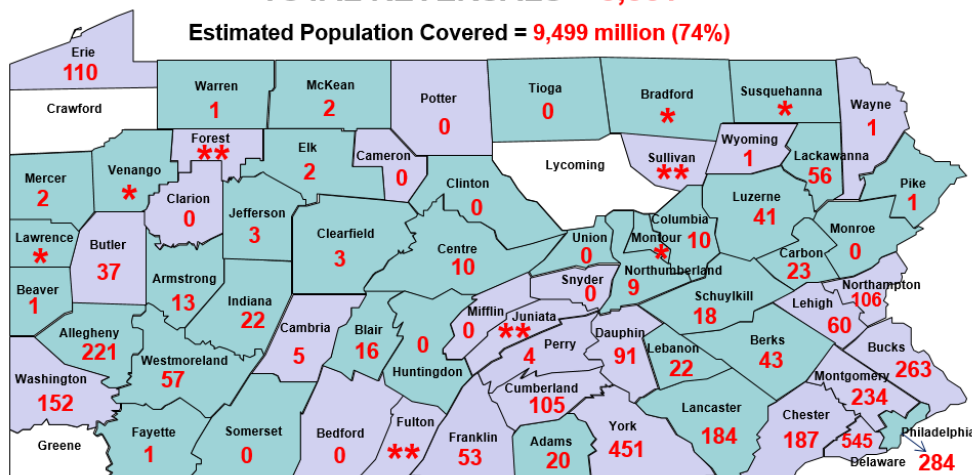 Estimated Population Covered = 9,499 million (74%)
Erie
110
Crawford
Warren
1
McKean
2
Potter
0
Tioga
0
Bradford
*
Susquehanna
*
Wayne
1
Forest
**
Elk
2
Cameron
0
Lycoming
Sullivan
**
Wyoming
1
Lackawanna
56
Mercer
2
Venango
*
Clarion
0
Jefferson
3
Clinton
0
Luzerne
41
Pike
1
Lawrence
*
Butler
37
Clearfield
3
Centre
10
Union
0
Montour
*
Columbia
10
Carbon
23
Monroe
0
Beaver
1
Armstrong
13
Indiana
22
Snyder
0
Northumberland
9
Schuylkill
18
Lehigh
60
Northampton
106
Allegheny
221
Westmoreland
57
Cambria
5
Blair
16
Huntingdon
0
Mifflin
0
Juniata
**
Perry
4
Dauphin
91
Lebanon
22
Berks
43
Bucks
263
Washington
152
Cumberland
105
Montgomery
234
Greene
Fayette
1
Somerset
0
Bedford
0
Fulton
**
Franklin
53
Adams
20
York
451
Lancaster
184
Chester
187
Delaware
545
Philadelphia
284